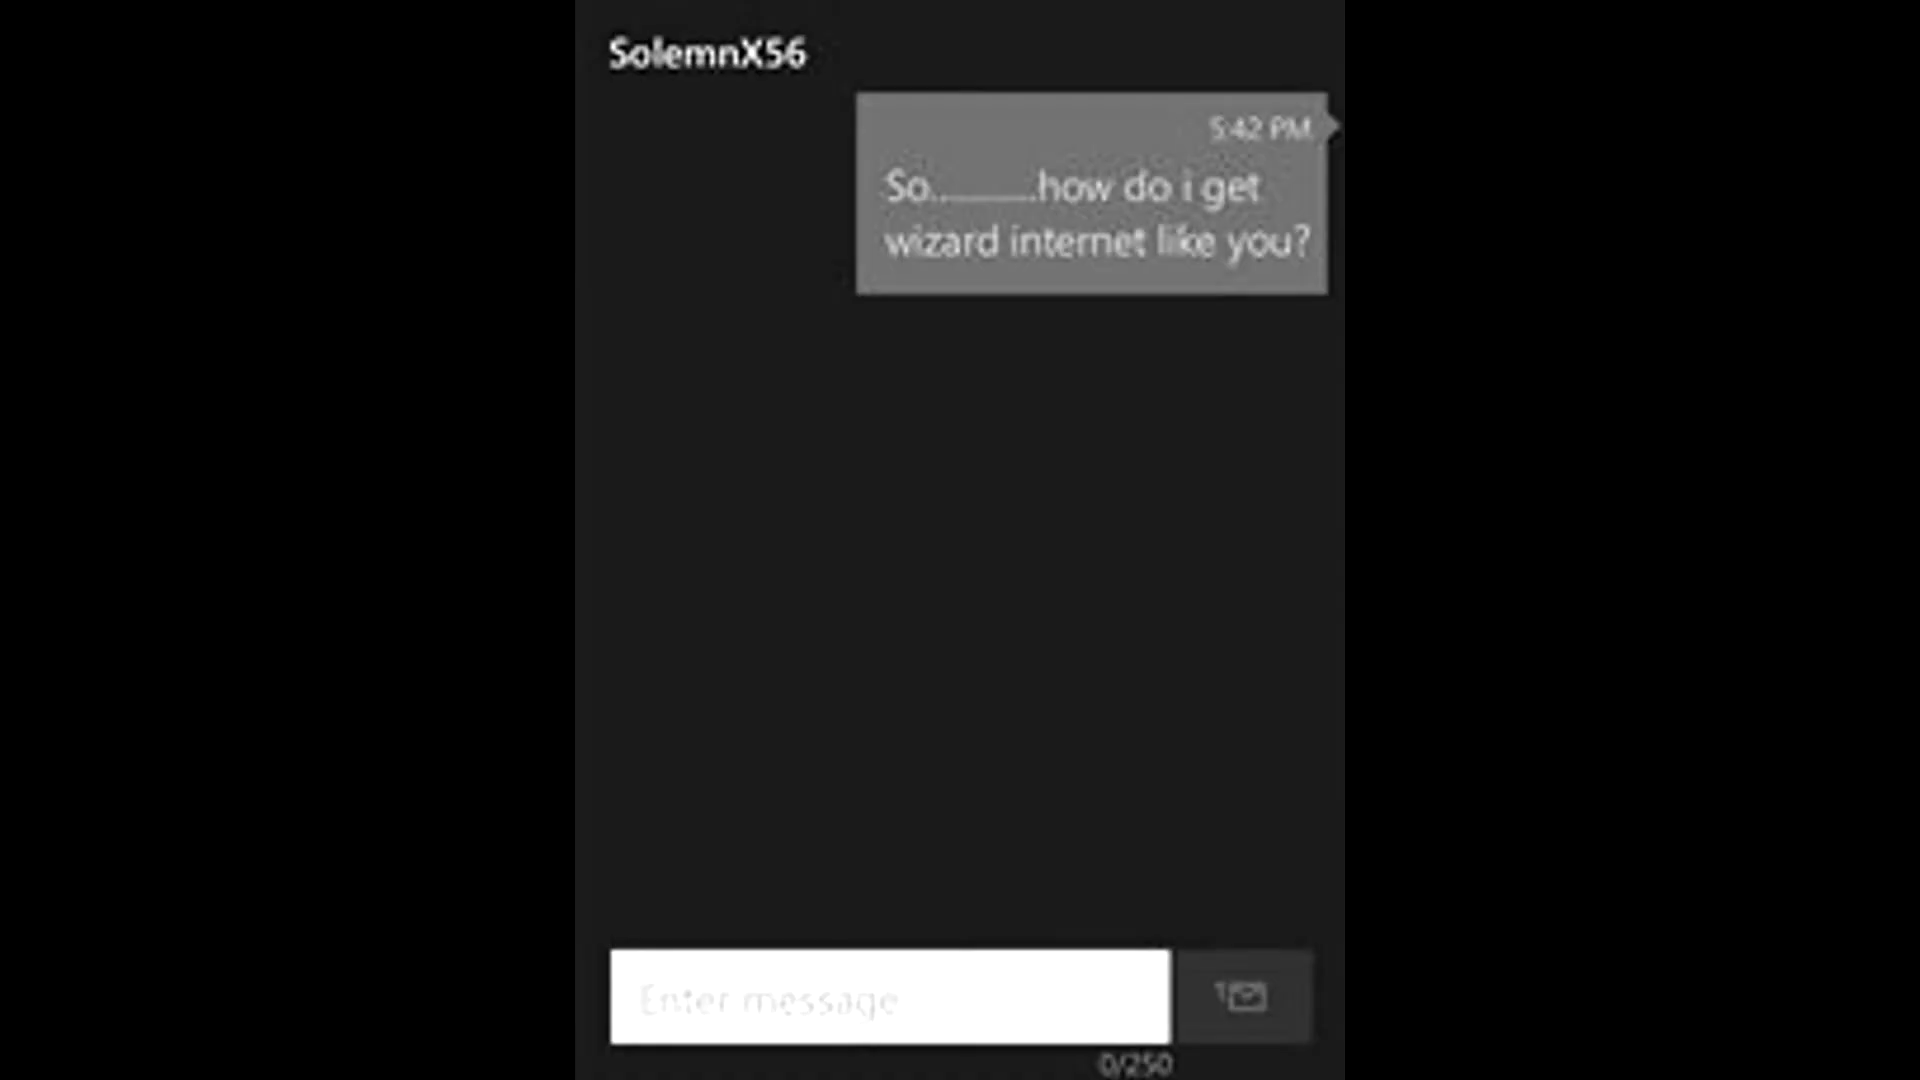 SolemnX56
5:42 PM
So...........how do i get
wizard internet like you?
Enter message
0/250